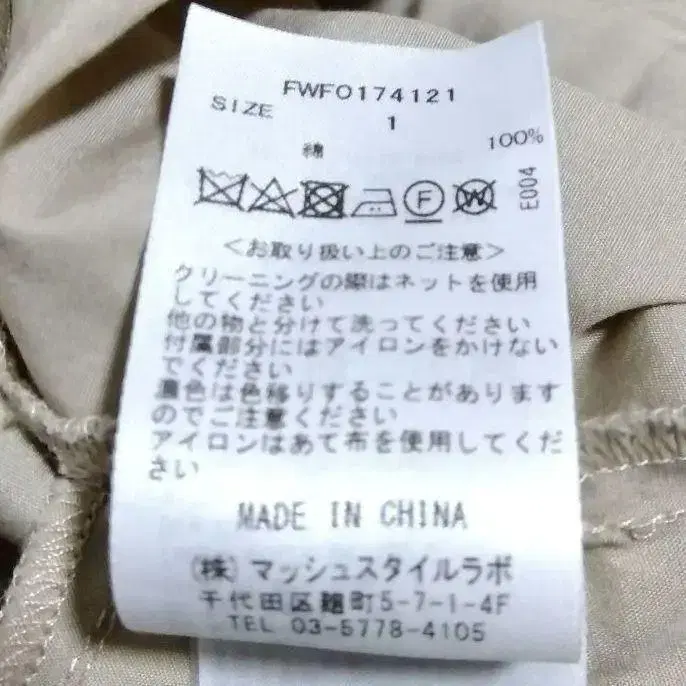 FWFO174121
SIZE 1
綿 100%
F W E004
<お取り扱い上のご注意>
クリーニングの際はネットを使用
してください
他の物と分けて洗ってください
付属部分にはアイロンをかけない
でください
濃色は色移りすることがあります
のでご注意ください
アイロンはあて布を使用してくだ
さい
MADE IN CHINA
(株)マッシュスタイルラボ
千代田区麹町5-7-1-4F
TEL 03-5778-4105